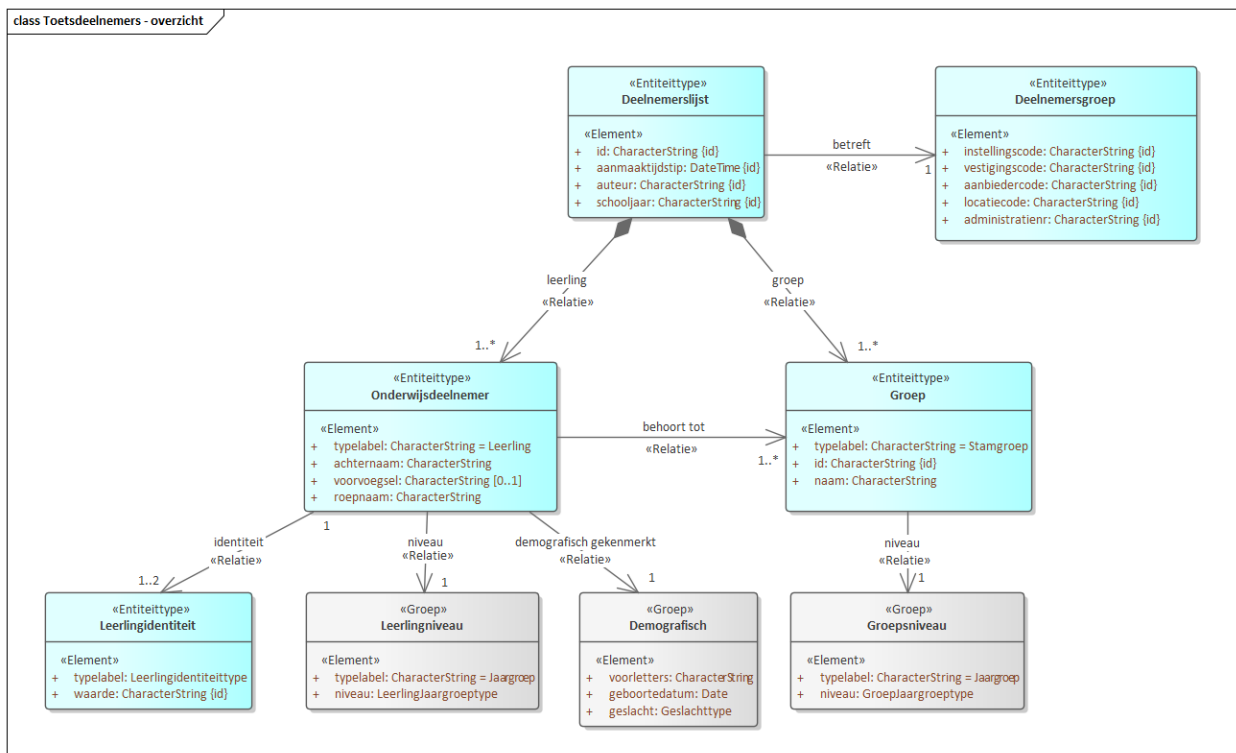 class Toetsdeelnemers - overzicht
«Entiteittype»
Deelnemerslijst
«Element»
+ id: CharacterString {id}
+ aanmaaktijdstip: DateTime {id}
+ auteur: CharacterString {id}
+ schooljaar: CharacterString {id}
betreft
«Relatie»
1
«Entiteittype»
Deelnemersgroep
«Element»
+ instellingscode: CharacterString {id}
+ vestigingscode: CharacterString {id}
+ aanbiedercode: CharacterString {id}
+ locatiecode: CharacterString {id}
+ administratienr: CharacterString {id}
leerling
«Relatie»
1..*
groep
«Relatie»
1..*
«Entiteittype»
Onderwijsdeelnemer
«Element»
+ typelabel: CharacterString = Leerling
+ achternaam: CharacterString
+ voorvoegsel: CharacterString [0..1]
+ roepnaam: CharacterString
behoort tot
«Relatie»
1..*
«Entiteittype»
Groep
«Element»
+ typelabel: CharacterString = Stamgroep
+ id: CharacterString {id}
+ naam: CharacterString
1
identiteit
«Relatie»
1..2
niveau
«Relatie»
1
demografisch gekenmerkt
«Relatie»
1
niveau
«Relatie»
1
«Entiteittype»
Leerlingidentiteit
«Element»
+ typelabel: Leerlingidentiteittype
+ waarde: CharacterString {id}
«Groep»
Leerlingniveau
«Element»
+ typelabel: CharacterString = Jaargroep
+ niveau: LeerlingJaargroeptype
«Groep»
Demografisch
«Element»
+ voorletters: CharacterString
+ geboortedatum: Date
+ geslacht: Geslachttype
«Groep»
Groepsniveau
«Element»
+ typelabel: CharacterString = Jaargroep
+ niveau: GroepJaargroeptype